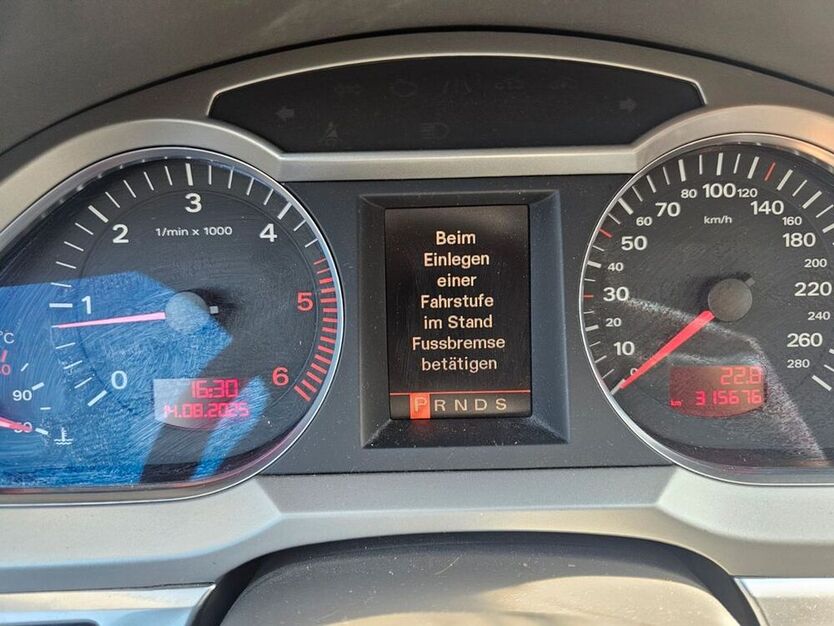 3
2
4
1/min x 1000
1
5
0
6
°C
90
16:30
14.08.2025
Beim
Einlegen
einer
Fahrstufe
im Stand
Fussbremse
betätigen
P R N D S
100
80
120
70
140
60
160
km/h
50
180
40
200
30
220
20
240
10
260
0
280
22.8
km 315676